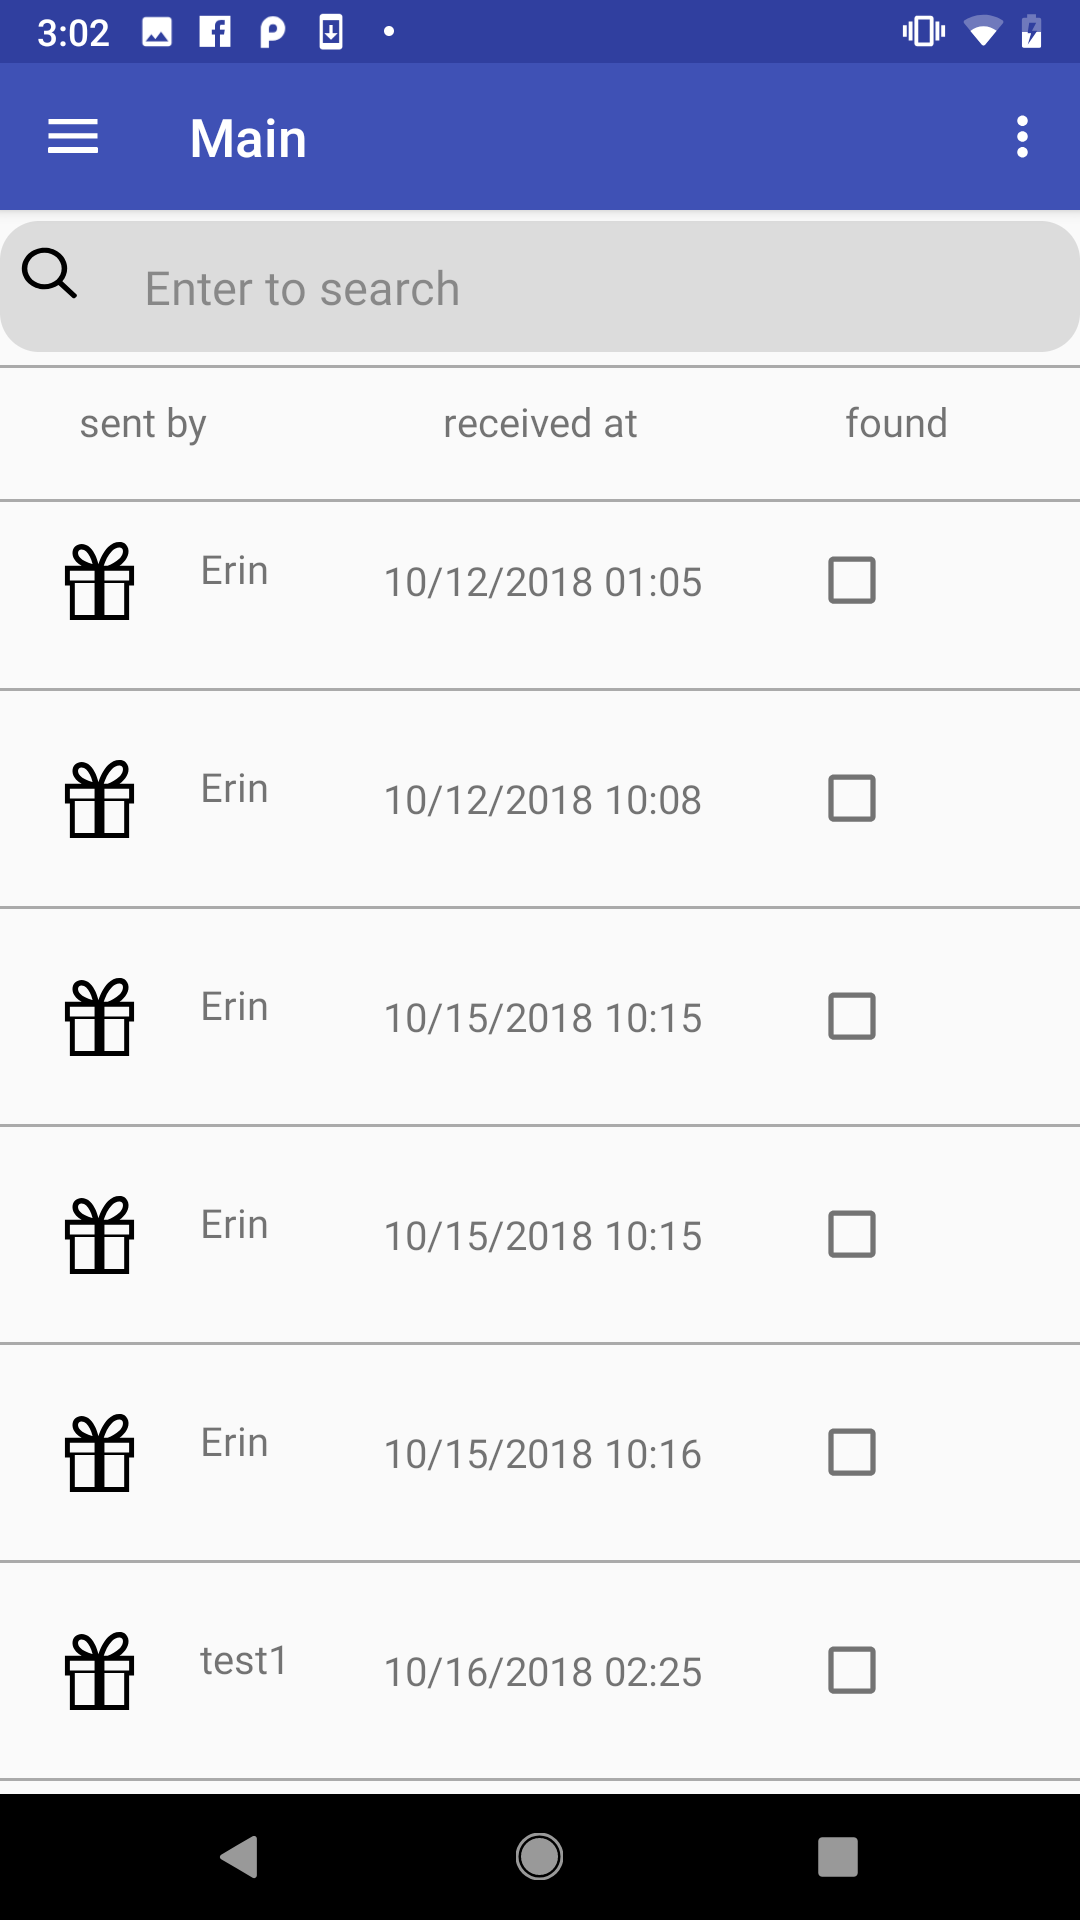 3:02
Main
Enter to search
sent by received at found
Erin 10/12/2018 01:05
Erin 10/12/2018 10:08
Erin 10/15/2018 10:15
Erin 10/15/2018 10:15
Erin 10/15/2018 10:16
test1 10/16/2018 02:25